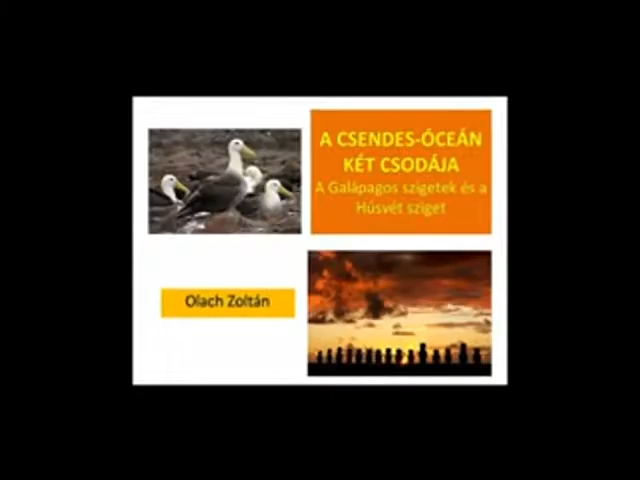 A CSENDES-ÓCEÁN
KÉT CSODÁJA
A Galápagos szigetek és a
Húsvét sziget
Olach Zoltán